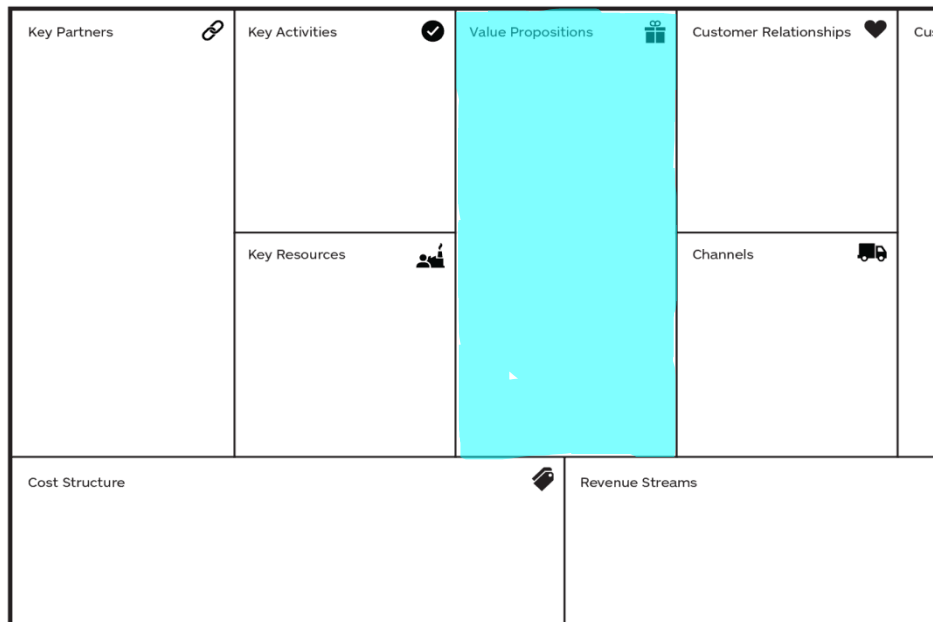 Key Partners
Key Activities
Value Propositions
Customer Relationships
Key Resources
Channels
Cost Structure
Revenue Streams